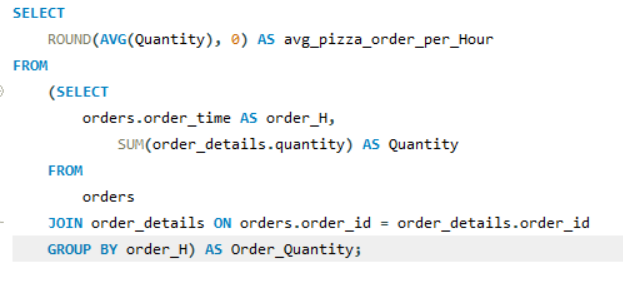 SELECT
ROUND(AVG(Quantity), 0) AS avg_pizza_order_per_Hour
FROM
(SELECT
orders.order_time AS order_H,
SUM(order_details.quantity) AS Quantity
FROM
orders
JOIN order_details ON orders.order_id = order_details.order_id
GROUP BY order_H) AS Order_Quantity;